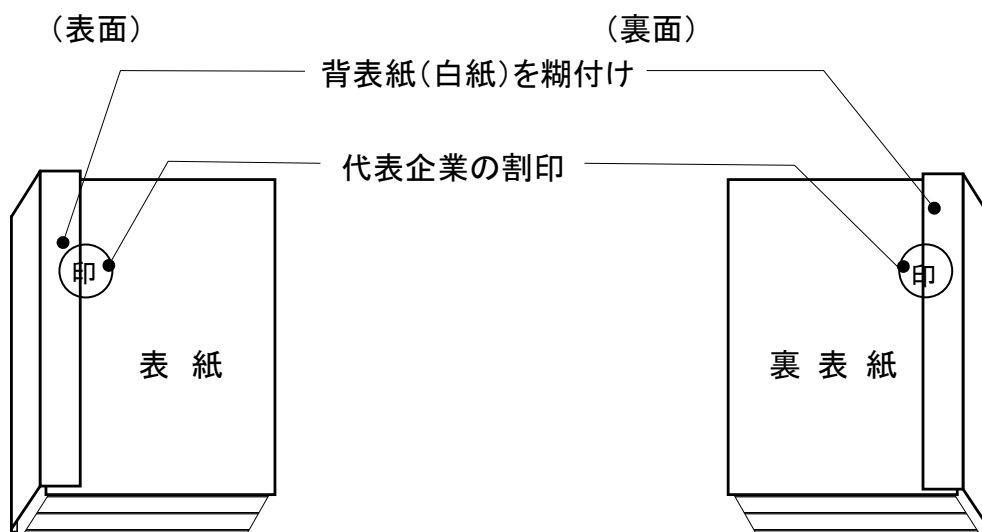 （表面）
（裏面）
背表紙（白紙）を糊付け
代表企業の割印
印
印
表 紙
裏 表 紙